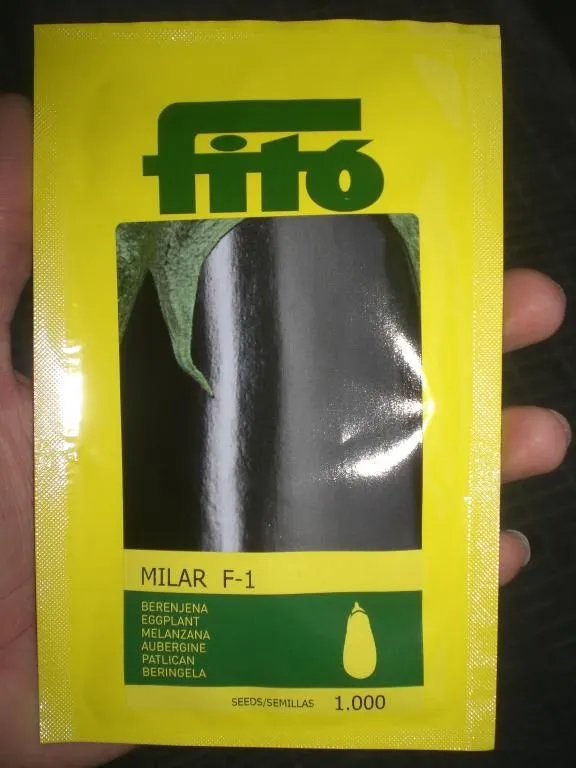 fitó
MILAR F-1
BERENJENA
EGGPLANT
MELANZANA
AUBERGINE
PATLICAN
BERINGELA
SEEDS/SEMILLAS 1.000